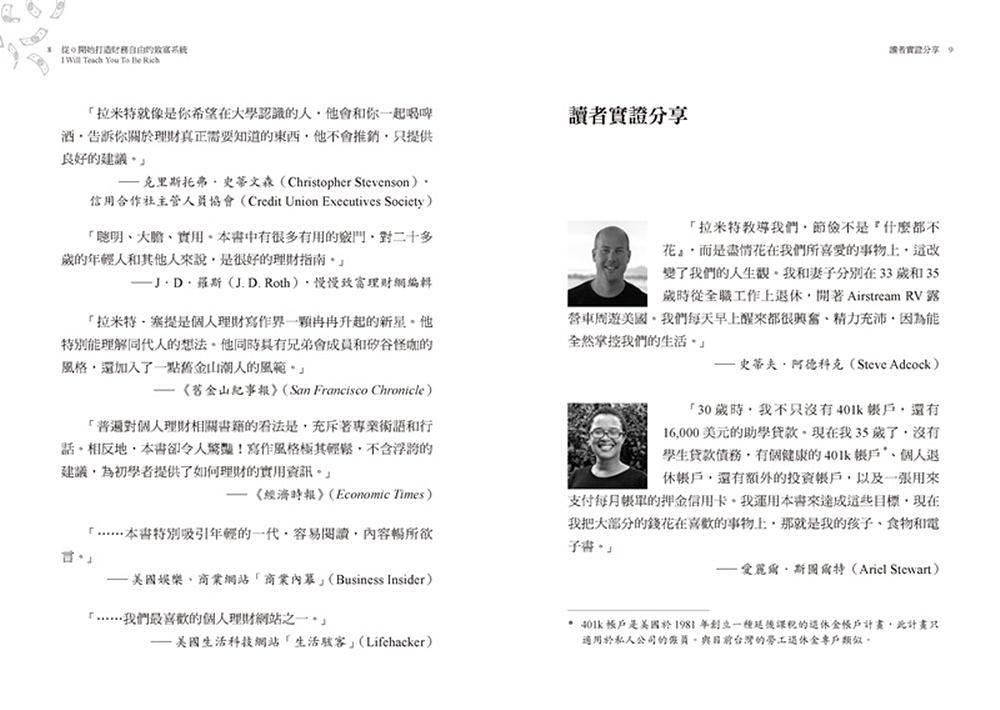 8 從0開始打造財務自由的致富系統
I Will Teach You To Be Rich
「拉米特就像是你希望在大學認識的人，他會和你一起喝啤
酒，告訴你關於理財真正需要知道的東西，他不會推銷，只提供
良好的建議。」
── 克里斯托弗．史蒂文森（Christopher Stevenson），
信用合作社主管人員協會（Credit Union Executives Society）
「聰明、大膽、實用。本書中有很多有用的竅門，對二十多
歲的年輕人和其他人來說，是很好的理財指南。」
── J．D．羅斯（J. D. Roth），慢慢致富理財網編輯
「拉米特．塞提是個人理財寫作界一顆冉冉升起的新星。他
特別能理解同代人的想法。他同時具有兄弟會成員和矽谷怪咖的
風格，還加入了一點舊金山潮人的風範。」
── 《舊金山紀事報》（San Francisco Chronicle）
「普遍對個人理財相關書籍的看法是，充斥著專業術語和行
話。相反地，本書卻令人驚豔！寫作風格極其輕鬆，不含浮誇的
建議，為初學者提供了如何理財的實用資訊。」
── 《經濟時報》（Economic Times）
「……本書特別吸引年輕的一代，容易閱讀，內容暢所欲
言。」
── 美國娛樂、商業網站「商業內幕」（Business Insider）
「……我們最喜歡的個人理財網站之一。」
── 美國生活科技網站「生活駭客」（Lifehacker）
讀者實證分享 9
讀者實證分享
「拉米特教導我們，節儉不是『什麼都不
花』，而是盡情花在我們所喜愛的事物上，這改
變了我們的人生觀。我和妻子分別在 33 歲和 35
歲時從全職工作上退休，開著 Airstream RV 露
營車周遊美國。我們每天早上醒來都很興奮、精力充沛，因為能
全然掌控我們的生活。」
── 史蒂夫．阿德科克（Steve Adcock）
「30 歲時，我不只沒有 401k 帳戶，還有
16,000 美元的助學貸款。現在我 35 歲了，沒有
學生貸款債務，有個健康的 401k 帳戶*、個人退
休帳戶，還有額外的投資帳戶，以及一張用來
支付每月帳單的押金信用卡。我運用本書來達成這些目標，現在
我把大部分的錢花在喜歡的事物上，那就是我的孩子、食物和電
子書。」
── 愛麗爾．斯圖爾特（Ariel Stewart）
* 401k 帳戶是美國於 1981 年創立一種延後課稅的退休金帳戶計畫，此計畫只
適用於私人公司的僱員。與目前台灣的勞工退休金專戶類似。